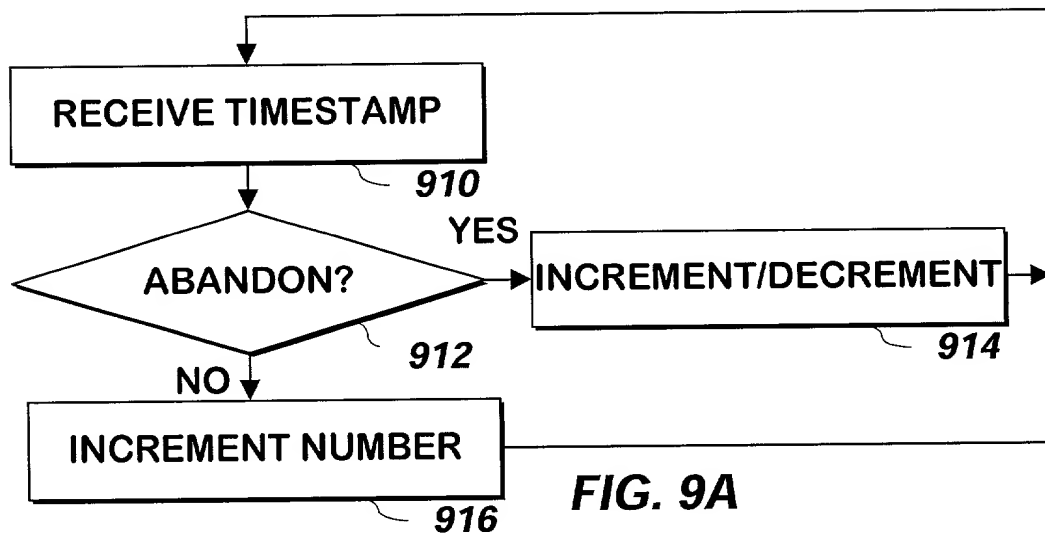 RECEIVE TIMESTAMP
910
YES
ABANDON?
INCREMENT/DECREMENT
912
914
NO
INCREMENT NUMBER
FIG. 9A
916